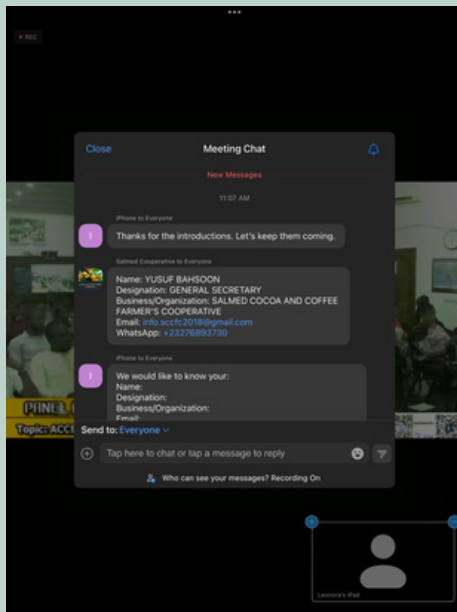 REC
Close
Meeting Chat
New Messages
11:07 AM
iPhone to Everyone
I
Thanks for the introductions. Let's keep them coming.
Salmed Cooperative to Everyone
Name: YUSUF BAHSOON
Designation: GENERAL SECRETARY
Business/Organization: SALMED COCOA AND COFFEE
FARMER'S COOPERATIVE
Email: info.sccfc2018@gmail.com
WhatsApp: +23276893730
iPhone to Everyone
I
We would like to know your:
Name:
Designation:
Business/Organization:
Email:
PANEL
Topic: ACCE
Send to: Everyone
Tap here to chat or tap a message to reply
Who can see your messages? Recording On
Leonora's iPad